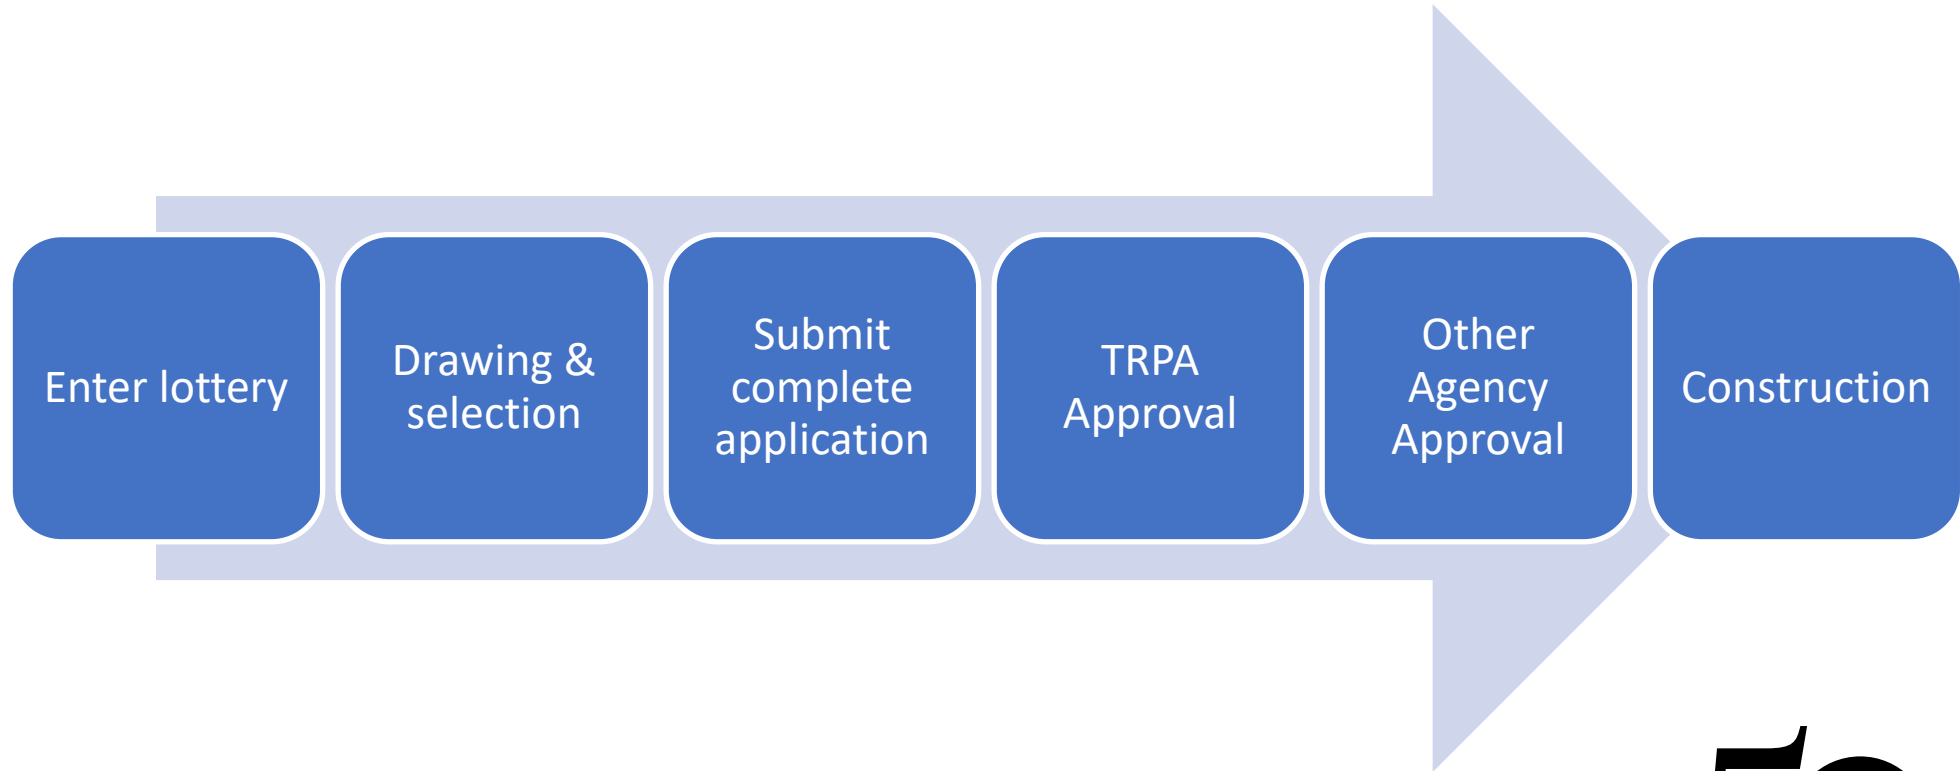 Enter lottery
Drawing &
selection
Submit
complete
application
TRPA
Approval
Other
Agency
Approval
Construction